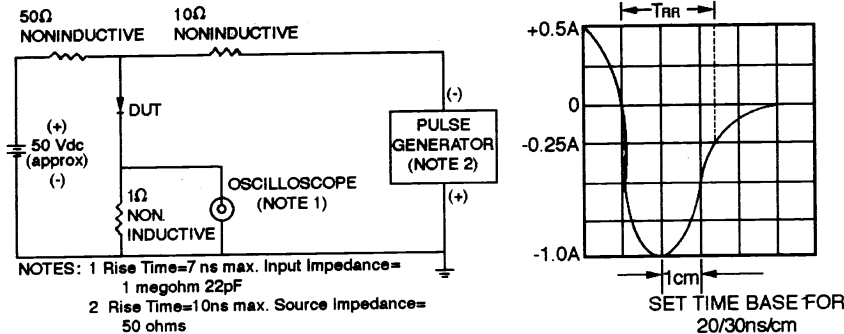 50Ω
NONINDUCTIVE
10Ω
NONINDUCTIVE
DUT
(+)
50 Vdc
(approx)
(-)
1Ω
NON.
INDUCTIVE
OSCILLOSCOPE
(NOTE 1)
(-)
PULSE
GENERATOR
(NOTE 2)
(+)
NOTES: 1 Rise Time=7 ns max. Input Impedance=
1 megohm 22pF
2 Rise Time=10ns max. Source Impedance=
50 ohms
TRR
+0.5A
0
-0.25A
-1.0A
1cm
SET TIME BASE FOR
20/30ns/cm